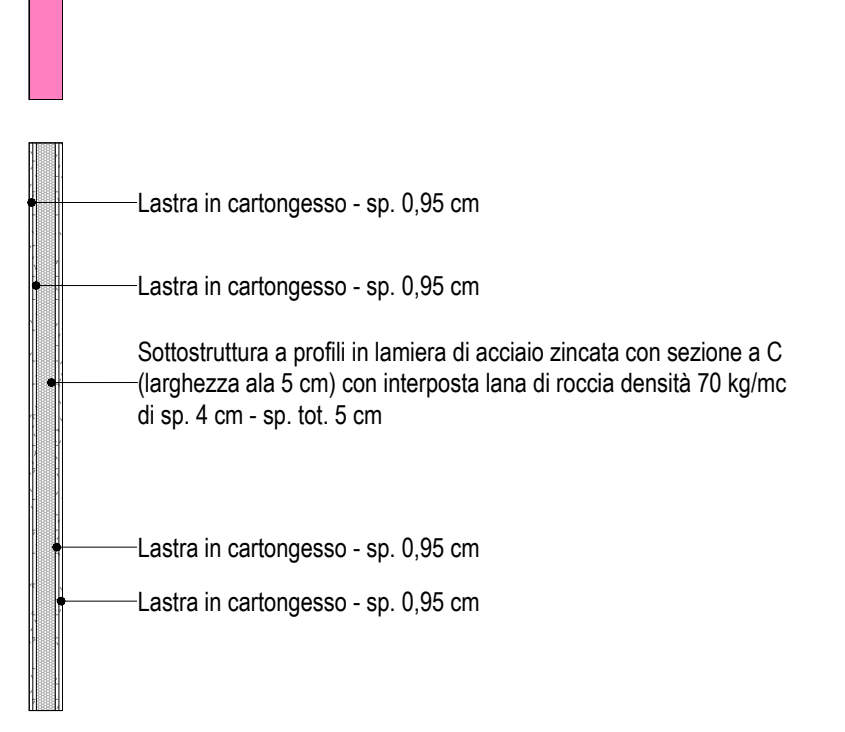 Lastra in cartongesso - sp. 0,95 cm
Lastra in cartongesso - sp. 0,95 cm
Sottostruttura a profili in lamiera di acciaio zincata con sezione a C
(larghezza ala 5 cm) con interposta lana di roccia densità 70 kg/mc
di sp. 4 cm - sp. tot. 5 cm
Lastra in cartongesso - sp. 0,95 cm
Lastra in cartongesso - sp. 0,95 cm